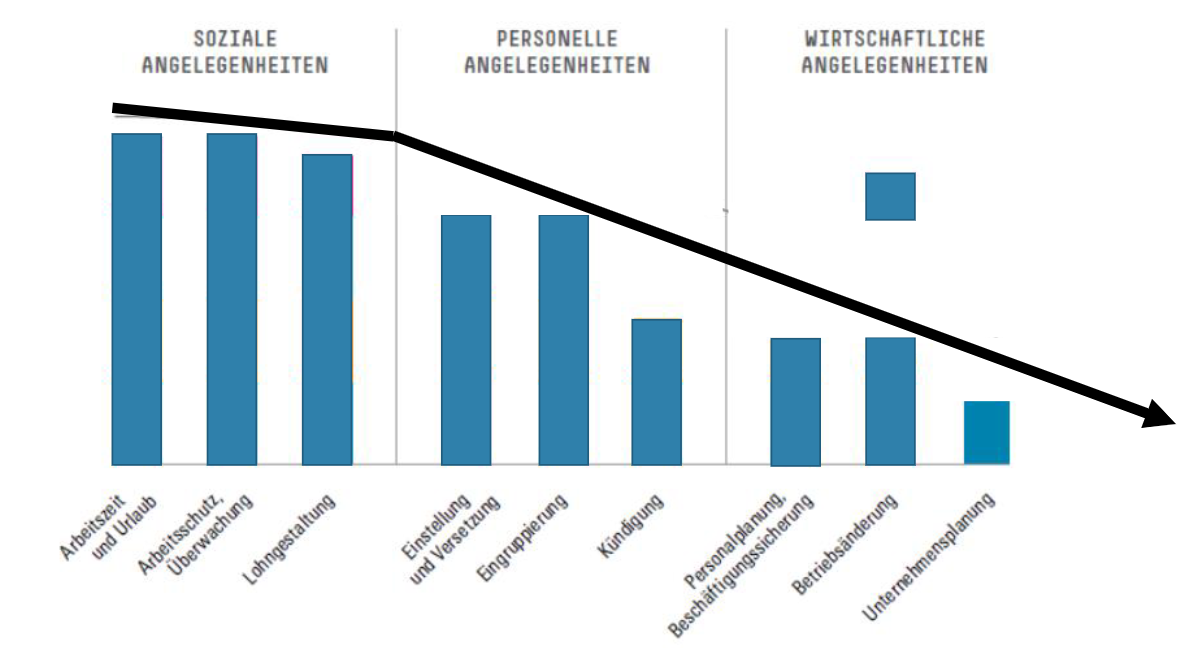 SOZIALE
ANGELEGENHEITEN
PERSONELLE
ANGELEGENHEITEN
WIRTSCHAFTLICHE
ANGELEGENHEITEN
Arbeitszeit
und Urlaub
Arbeitsschutz,
Überwachung
Lohngestaltung
Einstellung
und Versetzung
Eingruppierung
Kündigung
Personalplanung,
Beschäftigungssicherung
Betriebsänderung
Unternehmensplanung